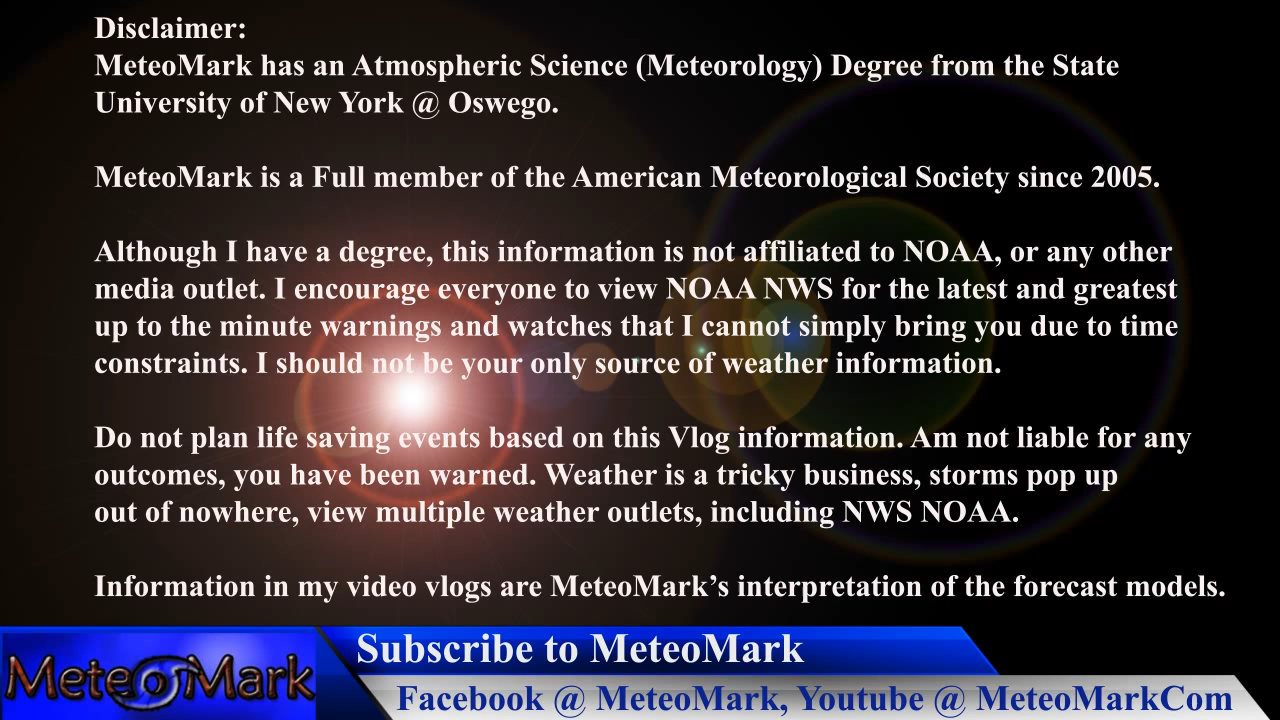 Disclaimer:
MeteoMark has an Atmospheric Science (Meteorology) Degree from the State
University of New York @ Oswego.
MeteoMark is a Full member of the American Meteorological Society since 2005.
Although I have a degree, this information is not affiliated to NOAA, or any other
media outlet. I encourage everyone to view NOAA NWS for the latest and greatest
up to the minute warnings and watches that I cannot simply bring you due to time
constraints. I should not be your only source of weather information.
Do not plan life saving events based on this Vlog information. Am not liable for any
outcomes, you have been warned. Weather is a tricky business, storms pop up
out of nowhere, view multiple weather outlets, including NWS NOAA.
Information in my video vlogs are MeteoMark’s interpretation of the forecast models.
Subscribe to MeteoMark
MeteoMark
Facebook @ MeteoMark, Youtube @ MeteoMarkCom